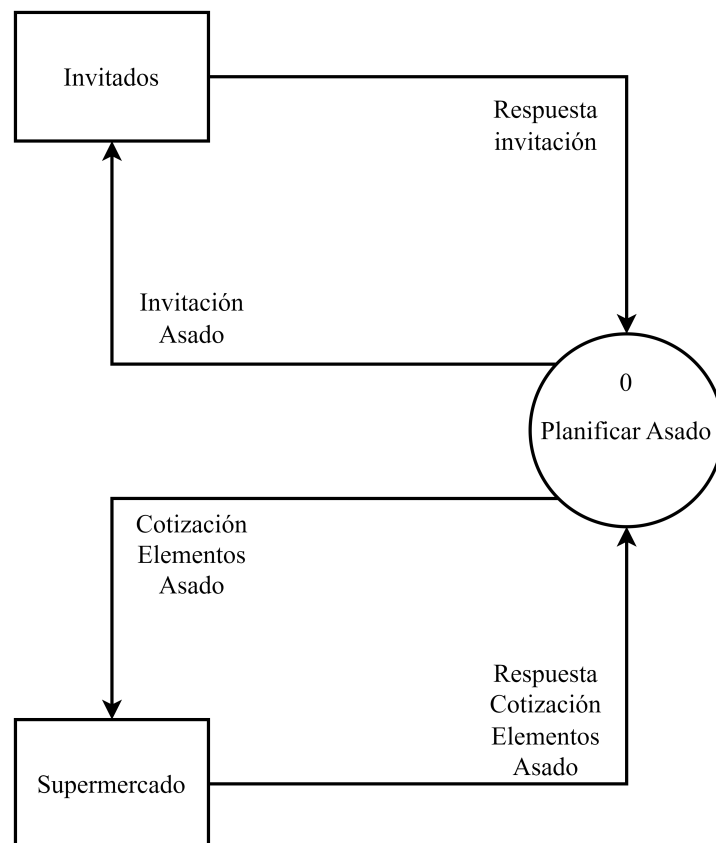 Invitados
Respuesta
invitación
Invitación
Asado
0
Planificar Asado
Cotización
Elementos
Asado
Respuesta
Cotización
Elementos
Asado
Supermercado